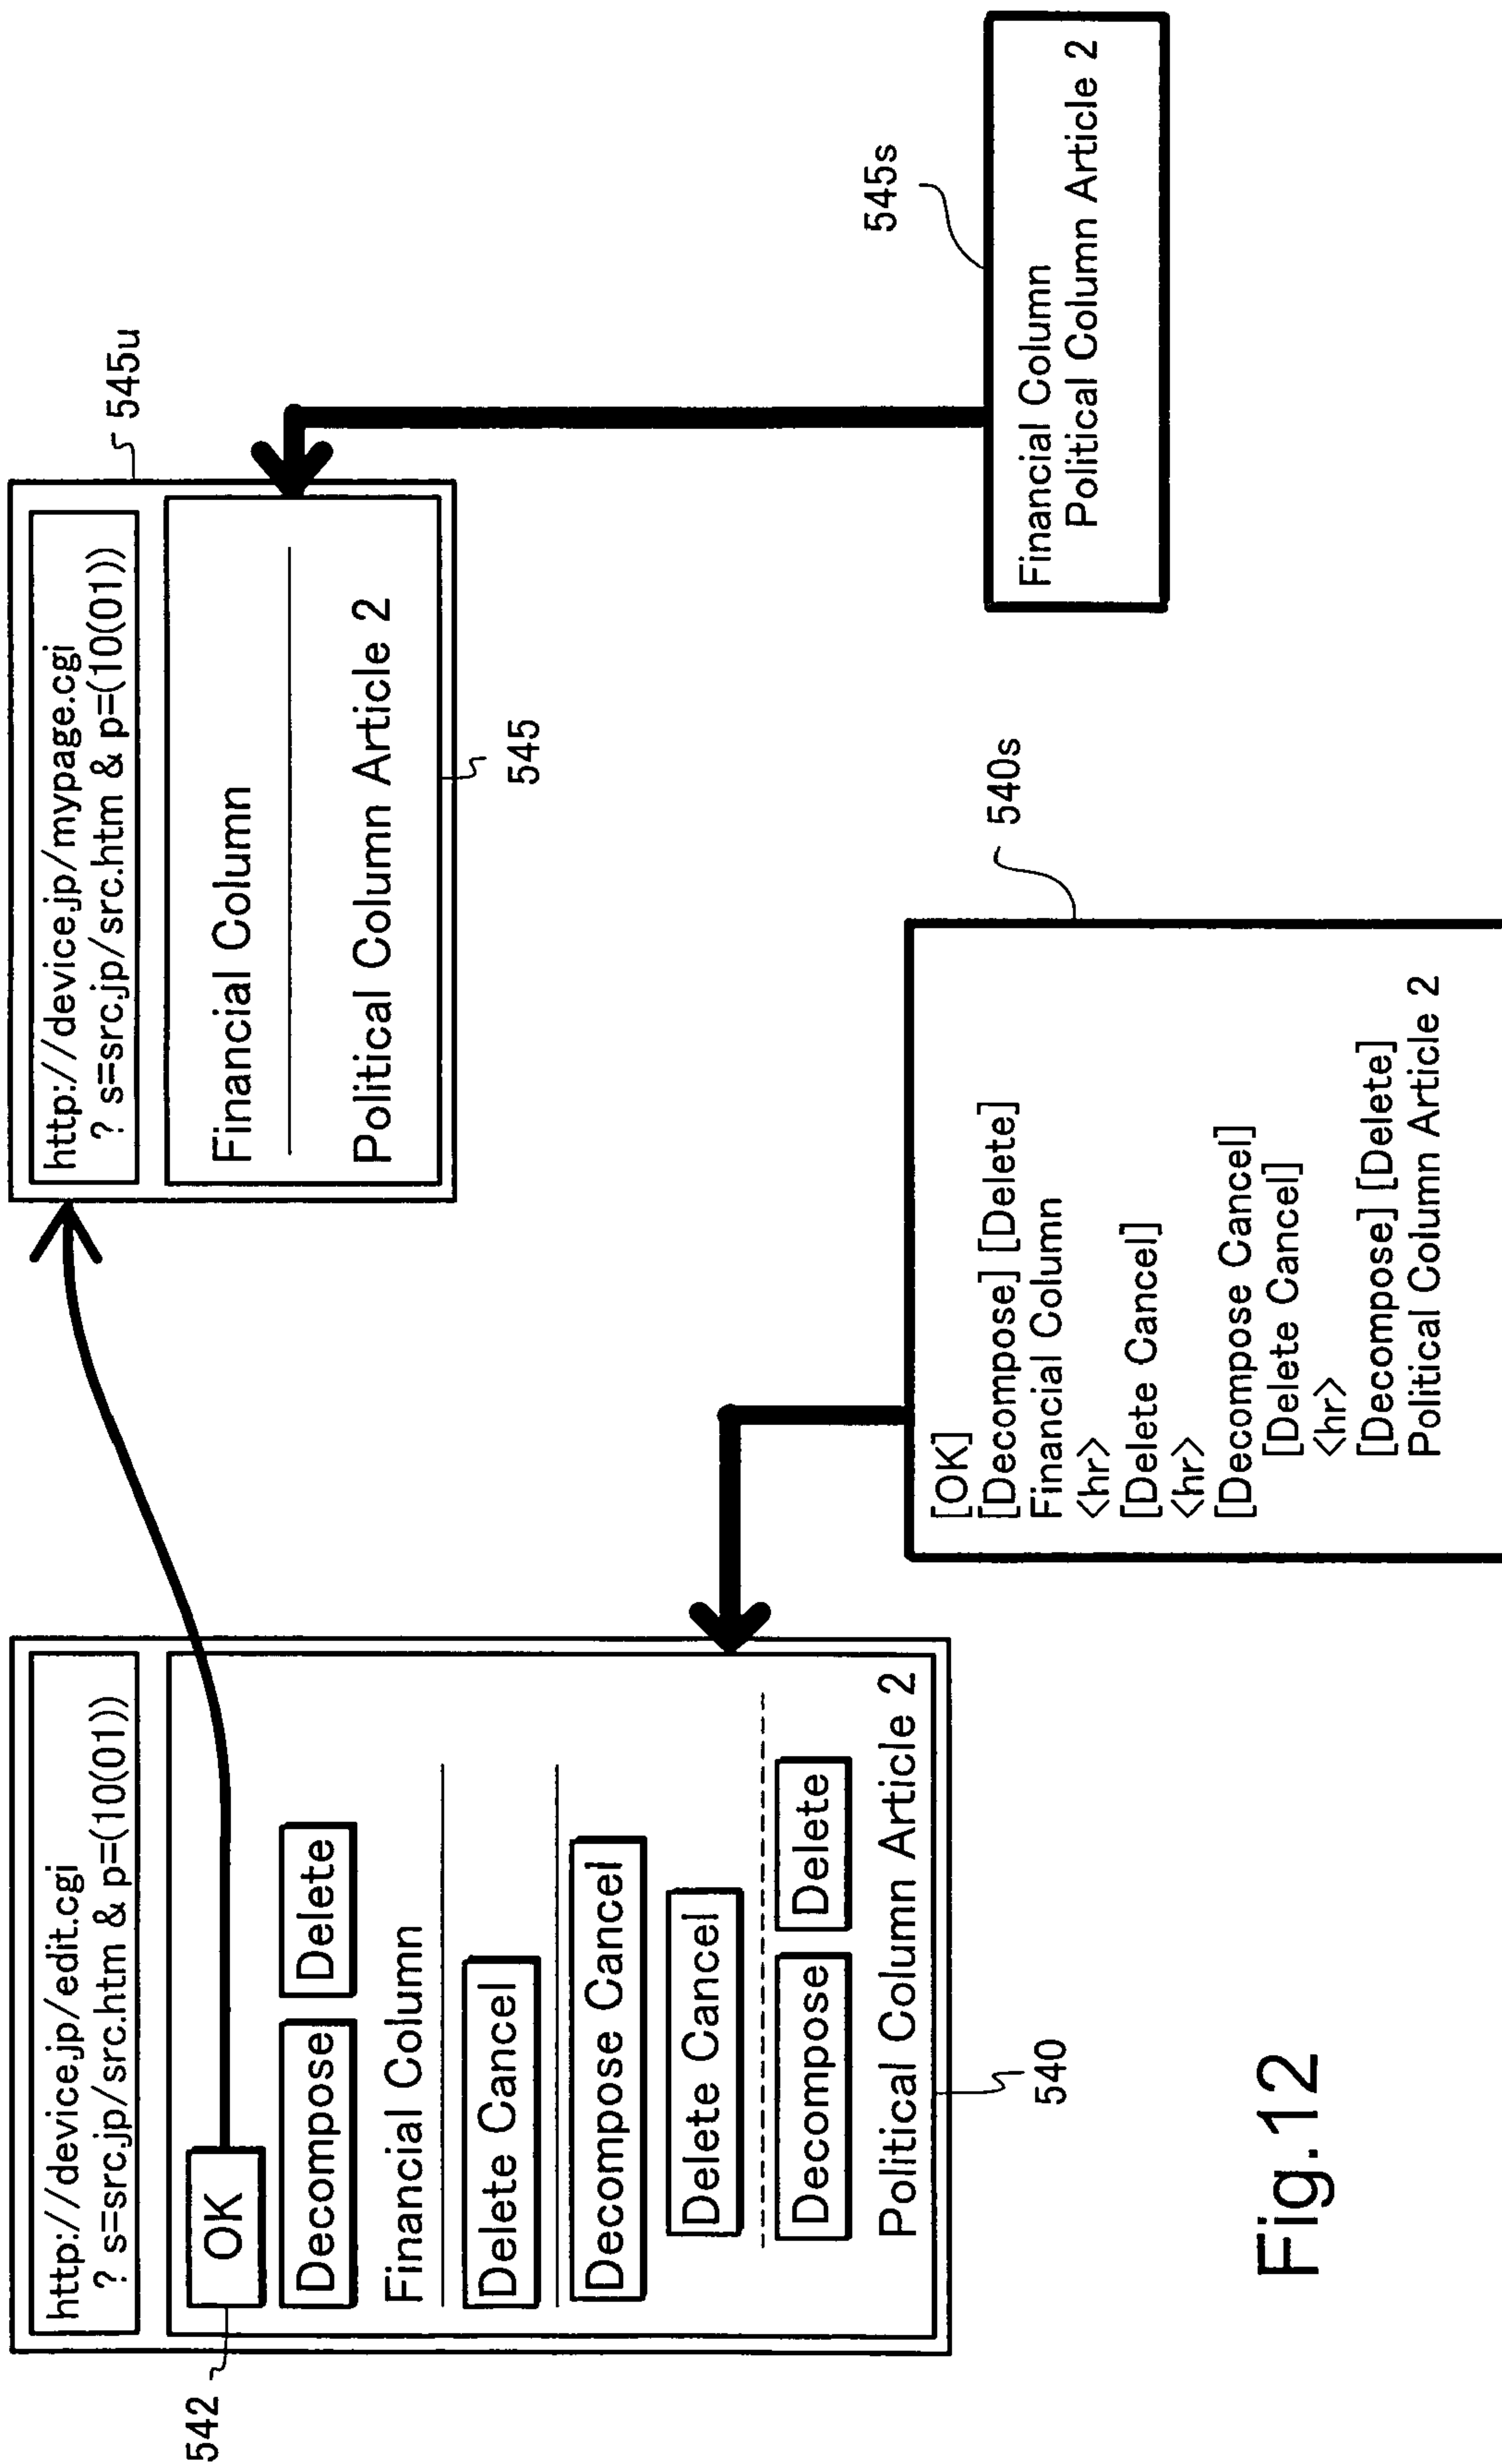 http://device.jp/edit.cgi
? s=src.jp/src.htm & p=(10(01))
542
OK
Decompose Delete
Financial Column
Delete Cancel
Decompose Cancel
Delete Cancel
Decompose Delete
Political Column Article 2
540
http://device.jp/mypage.cgi
? s=src.jp/src.htm & p=(10(01))
545u
Financial Column
Political Column Article 2
545
[OK]
[Decompose] [Delete]
Financial Column
<hr>
[Delete Cancel]
<hr>
[Decompose Cancel]
[Delete Cancel]
<hr>
[Decompose] [Delete]
Political Column Article 2
540s
545s
Financial Column
Political Column Article 2
Fig.12